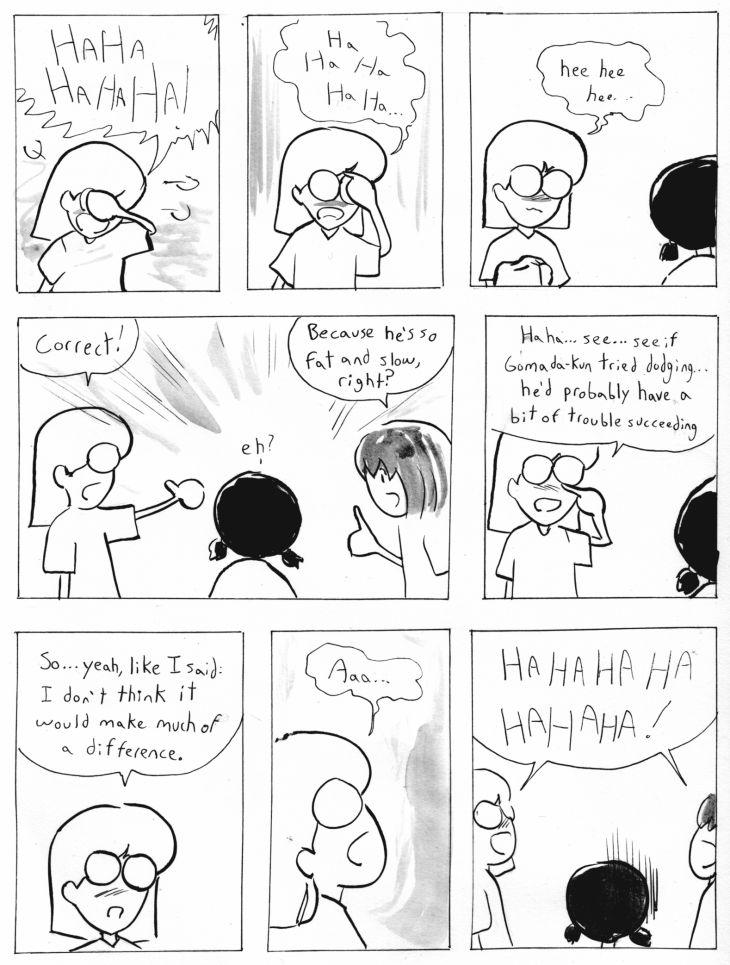 HAHA
HAHAHA!
Ha
Ha Ha
Ha Ha...
hee hee
hee...
Correct!
eh?
Because he's so
fat and slow,
right?
Haha... see... see if
Gomada-kun tried dodging...
he'd probably have a
bit of trouble succeeding
So...yeah, like I said:
I don't think it
would make much of
a difference.
Aaa...
HAHAHAHA
HAHAHA!